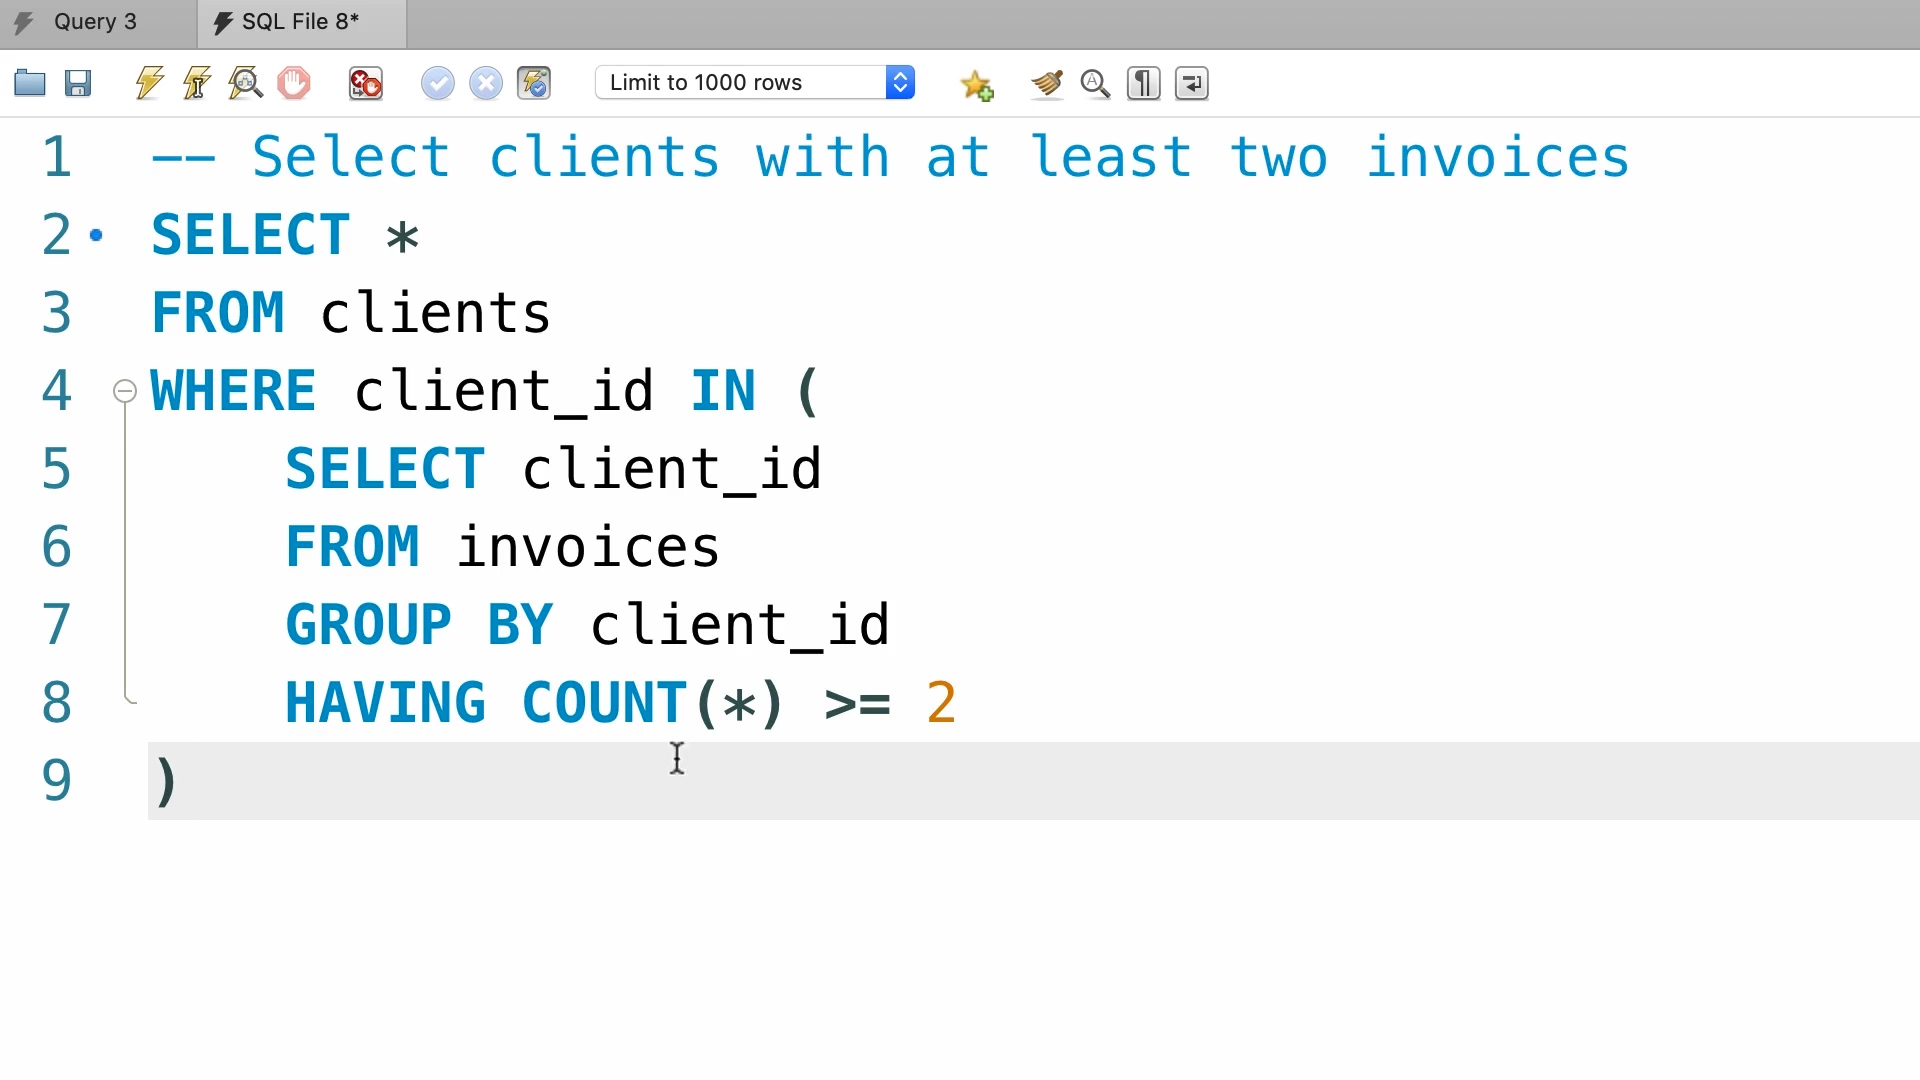 Query 3
SQL File 8*
Limit to 1000 rows
1 -- Select clients with at least two invoices
2 SELECT *
3 FROM clients
4 WHERE client_id IN (
5 SELECT client_id
6 FROM invoices
7 GROUP BY client_id
8 HAVING COUNT(*) >= 2
9 )